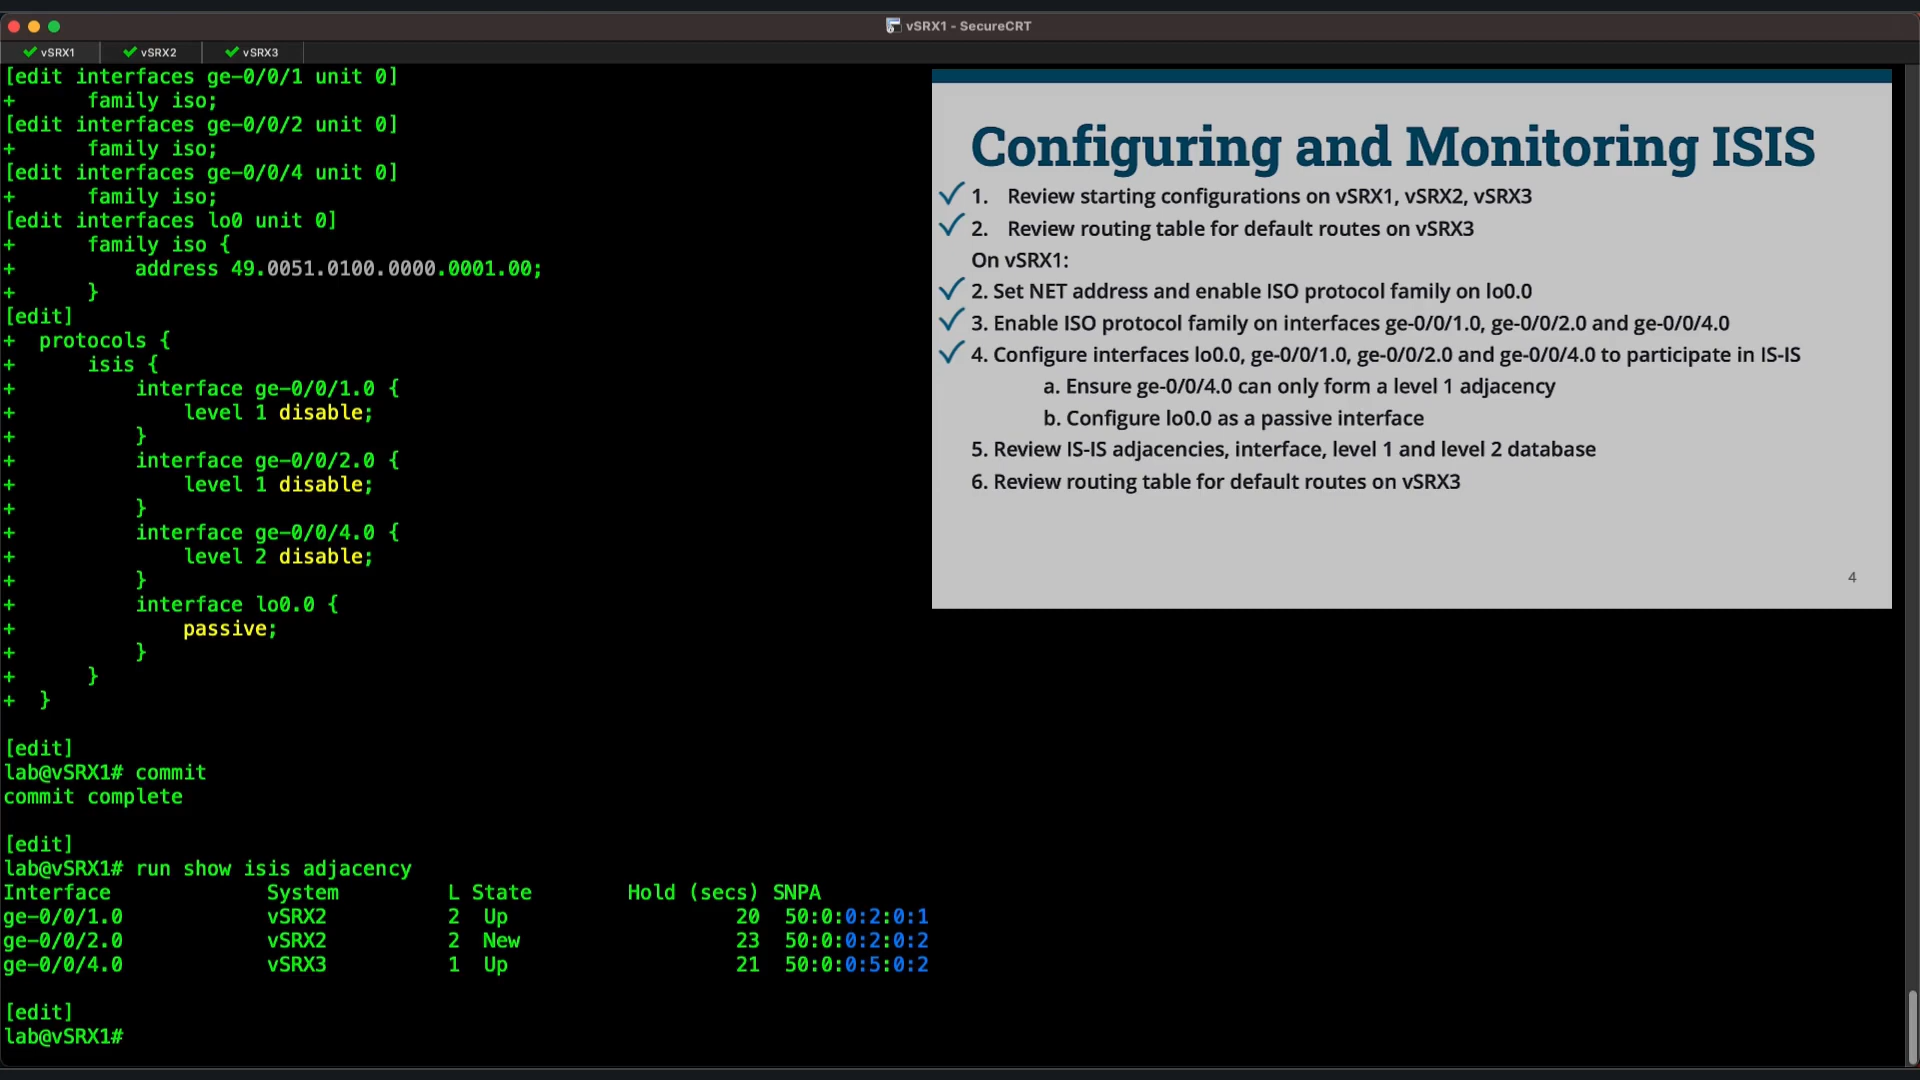 vSRX1 - SecureCRT
vSRX1
vSRX2
vSRX3
[edit interfaces ge-0/0/1 unit 0]
+      family iso;
[edit interfaces ge-0/0/2 unit 0]
+      family iso;
[edit interfaces ge-0/0/4 unit 0]
+      family iso;
[edit interfaces lo0 unit 0]
+      family iso {
+          address 49.0051.0100.0000.0001.00;
+      }
[edit]
+  protocols {
+      isis {
+          interface ge-0/0/1.0 {
+              level 1 disable;
+          }
+          interface ge-0/0/2.0 {
+              level 1 disable;
+          }
+          interface ge-0/0/4.0 {
+              level 2 disable;
+          }
+          interface lo0.0 {
+              passive;
+          }
+      }
+  }
[edit]
lab@vSRX1# commit
commit complete
[edit]
lab@vSRX1# run show isis adjacency
Interface             System         L State        Hold (secs) SNPA
ge-0/0/1.0            vSRX2          2  Up                   20  50:0:0:2:0:1
ge-0/0/2.0            vSRX2          2  New                  23  50:0:0:2:0:2
ge-0/0/4.0            vSRX3          1  Up                   21  50:0:0:5:0:2
[edit]
lab@vSRX1#
Configuring and Monitoring ISIS
1. Review starting configurations on vSRX1, vSRX2, vSRX3
2. Review routing table for default routes on vSRX3
On vSRX1:
2. Set NET address and enable ISO protocol family on lo0.0
3. Enable ISO protocol family on interfaces ge-0/0/1.0, ge-0/0/2.0 and ge-0/0/4.0
4. Configure interfaces lo0.0, ge-0/0/1.0, ge-0/0/2.0 and ge-0/0/4.0 to participate in IS-IS
a. Ensure ge-0/0/4.0 can only form a level 1 adjacency
b. Configure lo0.0 as a passive interface
5. Review IS-IS adjacencies, interface, level 1 and level 2 database
6. Review routing table for default routes on vSRX3
4